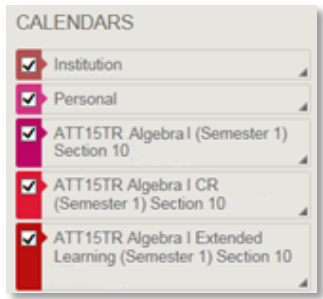 CALENDARS
Institution
Personal
ATT15TR Algebra I (Semester 1)
Section 10
ATT15TR Algebra I CR
(Semester 1) Section 10
ATT15TR Algebra I Extended
Learning (Semester 1) Section 10